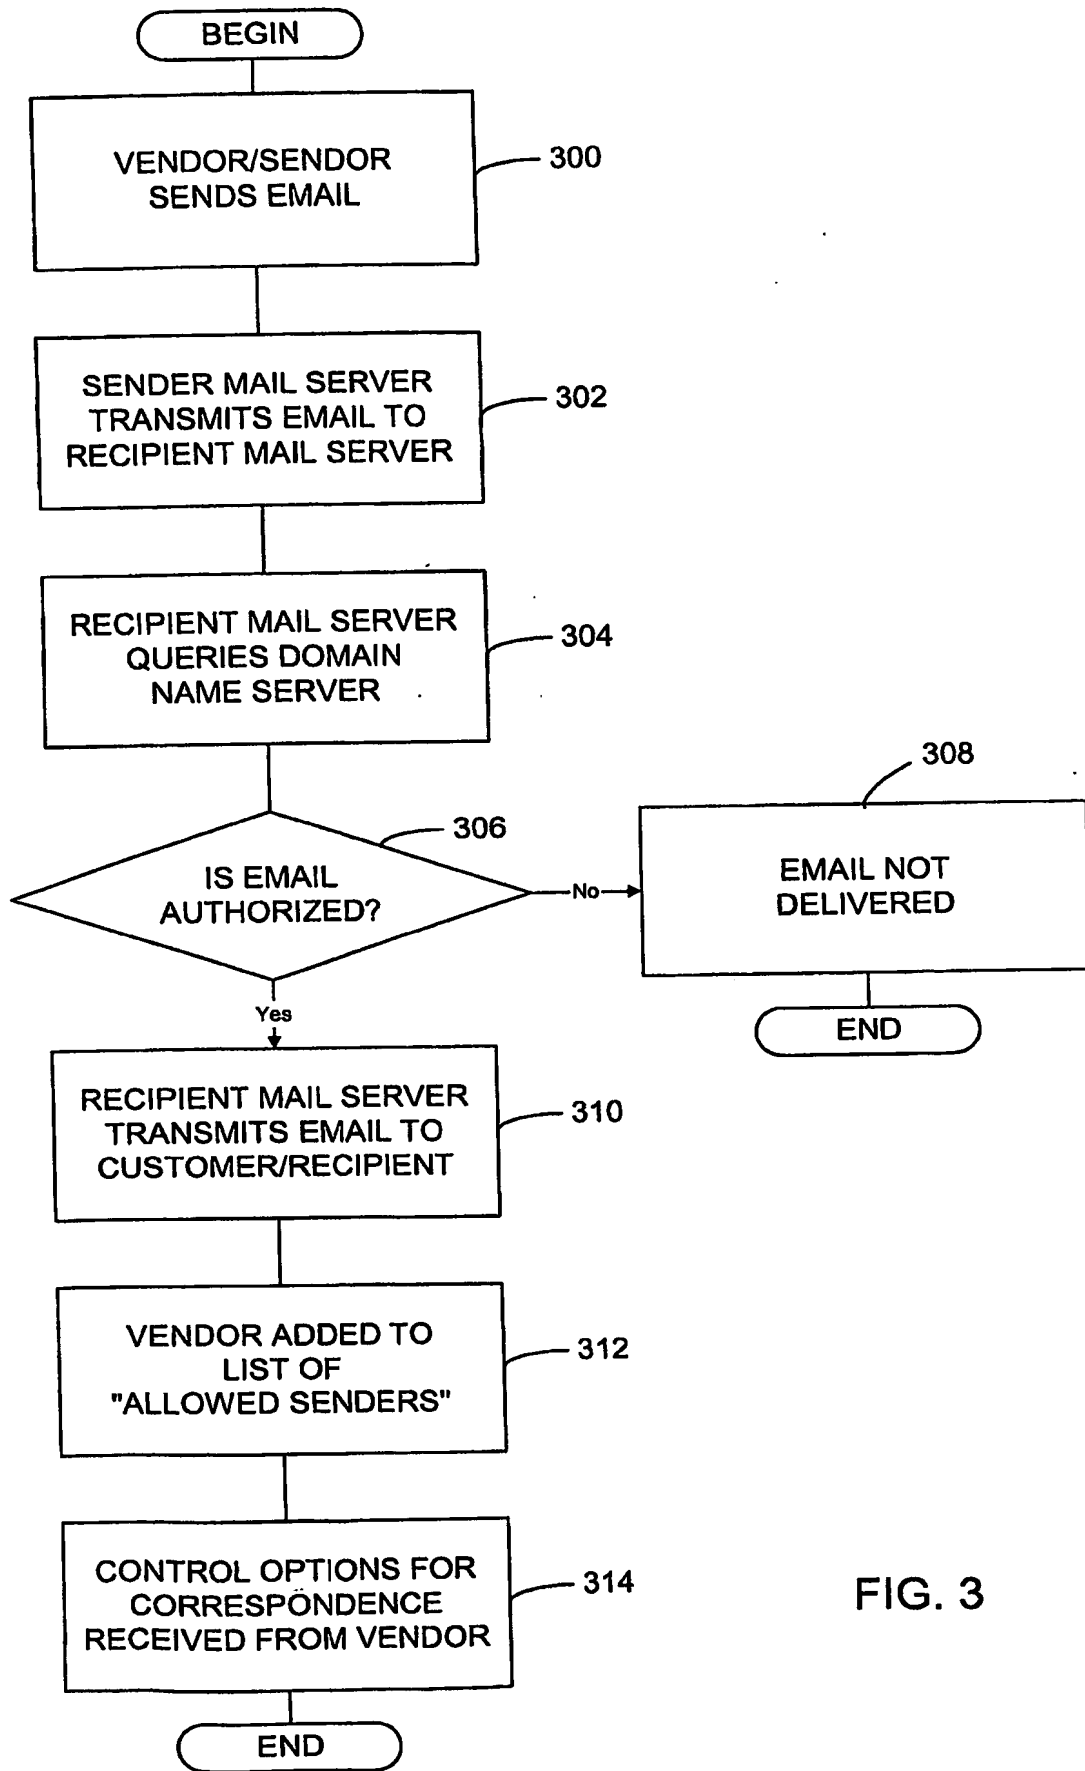 BEGIN
VENDOR/SENDOR
SENDS EMAIL
300
SENDER MAIL SERVER
TRANSMITS EMAIL TO
RECIPIENT MAIL SERVER
302
RECIPIENT MAIL SERVER
QUERIES DOMAIN
NAME SERVER
304
IS EMAIL
AUTHORIZED?
306
No
308
EMAIL NOT
DELIVERED
END
Yes
RECIPIENT MAIL SERVER
TRANSMITS EMAIL TO
CUSTOMER/RECIPIENT
310
VENDOR ADDED TO
LIST OF
"ALLOWED SENDERS"
312
CONTROL OPTIONS FOR
CORRESPONDENCE
RECEIVED FROM VENDOR
314
END
FIG. 3